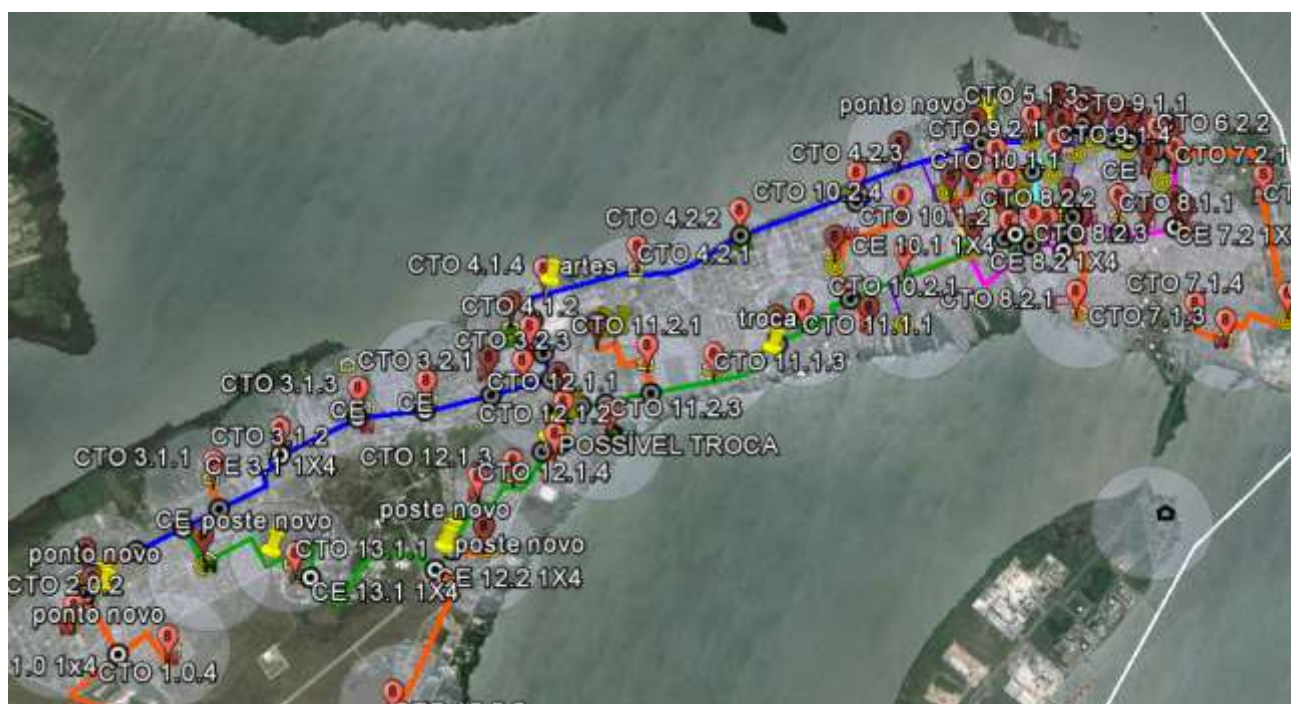 ponto novo
CTO 5.1.3
CTO 9.1.1
CTO 6.2.2
CTO 9.2.1
CTO 9.1.4
CTO 7.2.1
CTO 4.2.3
CTO 10.1.1
CE
CTO 10.2.4
CTO 8.2.2
CTO 8.1.1
CTO 4.2.2
CTO 10.1.2
CTO 8.2.3
CE 7.2 1X
CTO 4.2.1
CE 10.1 1X4
CE 8.2 1X4
CTO 4.1.4
artes
CTO 10.2.1
CTO 8.2.1
CTO 7.1.4
CTO 4.1.2
CTO 11.2.1
troca
CTO 11.1.1
CTO 7.1.3
CTO 3.2.3
CTO 3.2.1
CTO 11.1.3
CTO 3.1.3
CTO 12.1.1
CE
CE
CTO 12.1.2
CTO 11.2.3
CTO 3.1.2
POSSÍVEL TROCA
CTO 3.1.1
CE 3.1 1X4
CTO 12.1.3
CTO 12.1.4
CE
poste novo
poste novo
ponto novo
CTO 13.1.1
poste novo
CTO 2.0.2
CE 13.1 1X4
CE 12.2 1X4
ponto novo
1.0 1x4
CTO 1.0.4